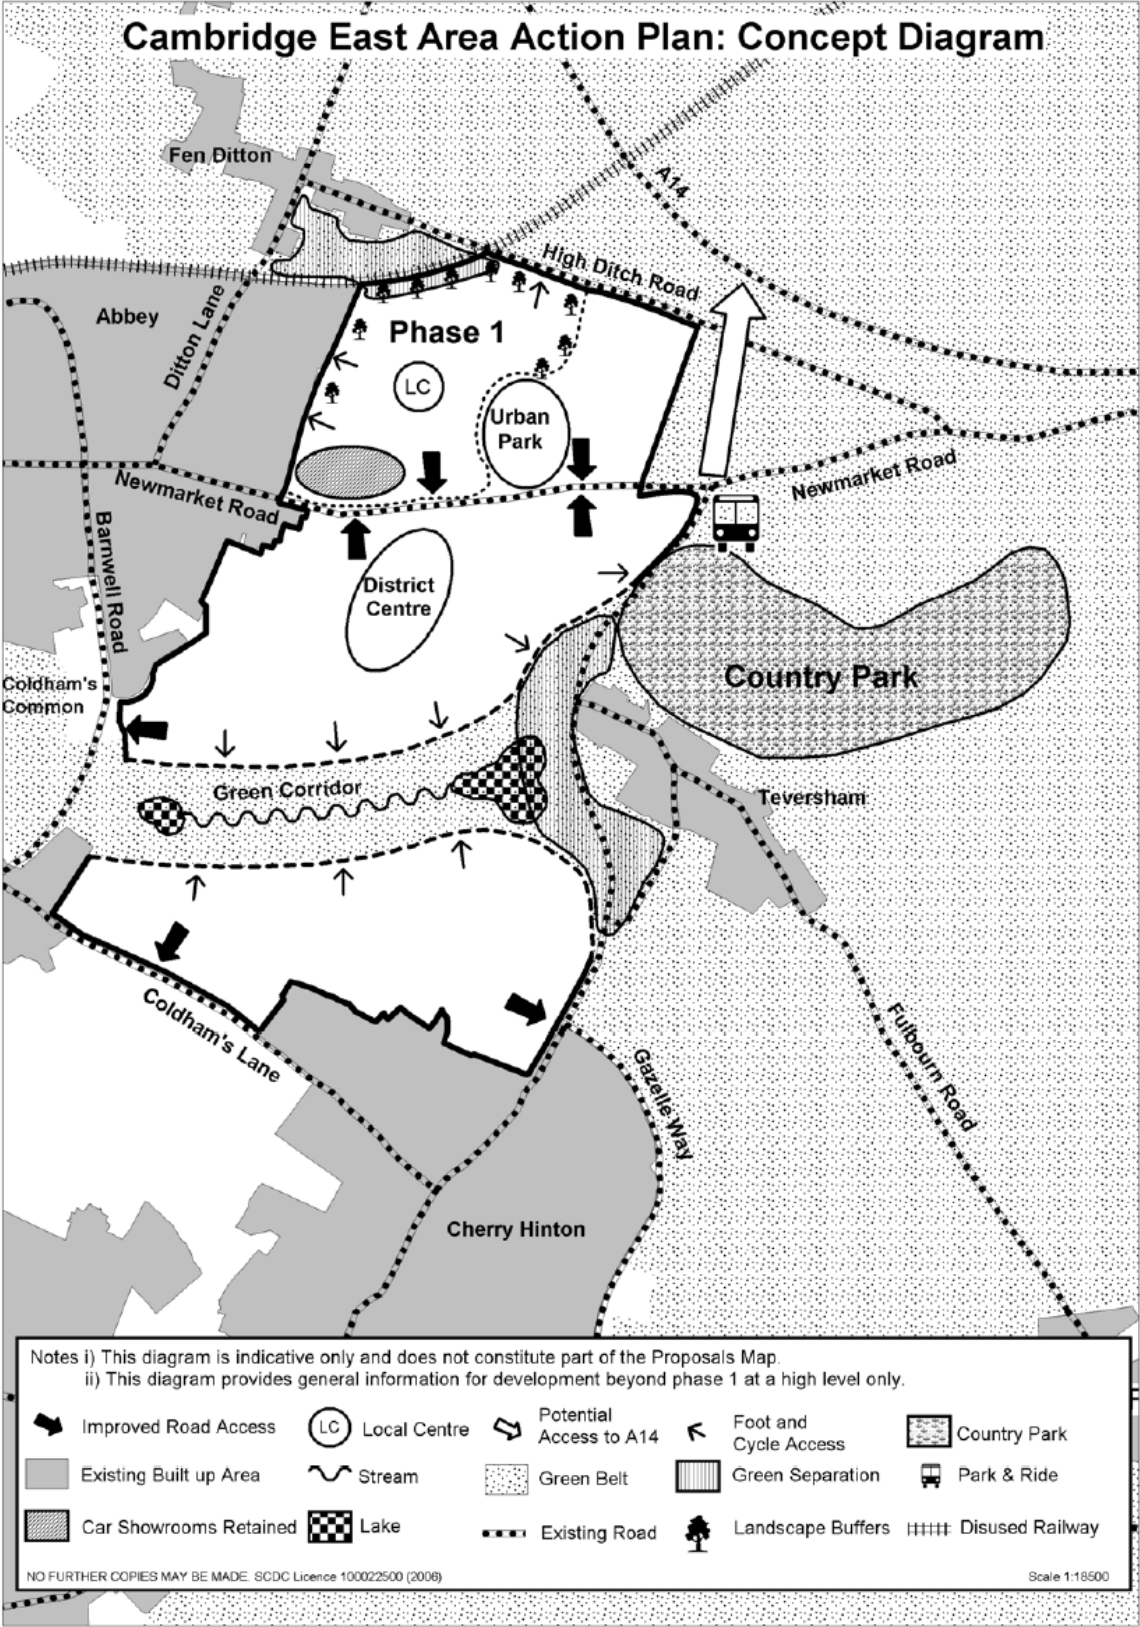 Cambridge East Area Action Plan: Concept Diagram
Fen Ditton
A14
High Ditch Road
Abbey
Ditton Lane
Phase 1
LC
Urban
Park
Newmarket Road
Newmarket Road
Barnwell Road
District
Centre
Coldham's
Common
Country Park
Green Corridor
Teversham
Coldham's Lane
Gazelle Way
Fulbourn Road
Cherry Hinton
Notes i) This diagram is indicative only and does not constitute part of the Proposals Map.
ii) This diagram provides general information for development beyond phase 1 at a high level only.
Improved Road Access
LC
Local Centre
Potential
Access to A14
Foot and
Cycle Access
Country Park
Existing Built up Area
Stream
Green Belt
Green Separation
Park & Ride
Car Showrooms Retained
Lake
Existing Road
Landscape Buffers
Disused Railway
NO FURTHER COPIES MAY BE MADE. SCDC Licence 100022500 (2006)
Scale 1:18500